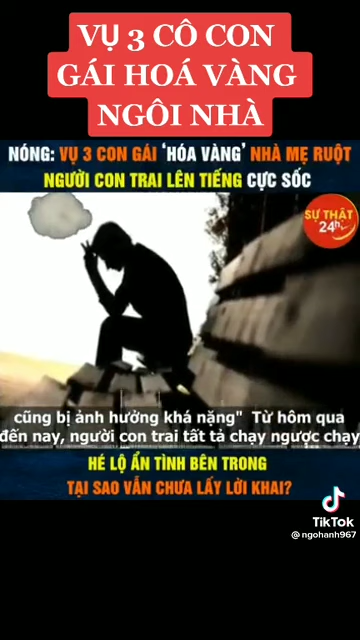 VỤ 3 CÔ CON
GÁI HOÁ VÀNG
NGÔI NHÀ
NÓNG: VỤ 3 CON GÁI ‘HÓA VÀNG’ NHÀ MẸ RUỘT
NGƯỜI CON TRAI LÊN TIẾNG CỰC SỐC
SỰ THẬT
24h
cũng bị ảnh hưởng khá nặng" Từ hôm qua
đến nay, người con trai tất tả chạy ngược chạy
HÉ LỘ ẨN TÌNH BÊN TRONG
TẠI SAO VẪN CHƯA LẤY LỜI KHAI?
TikTok
@ngohanh967